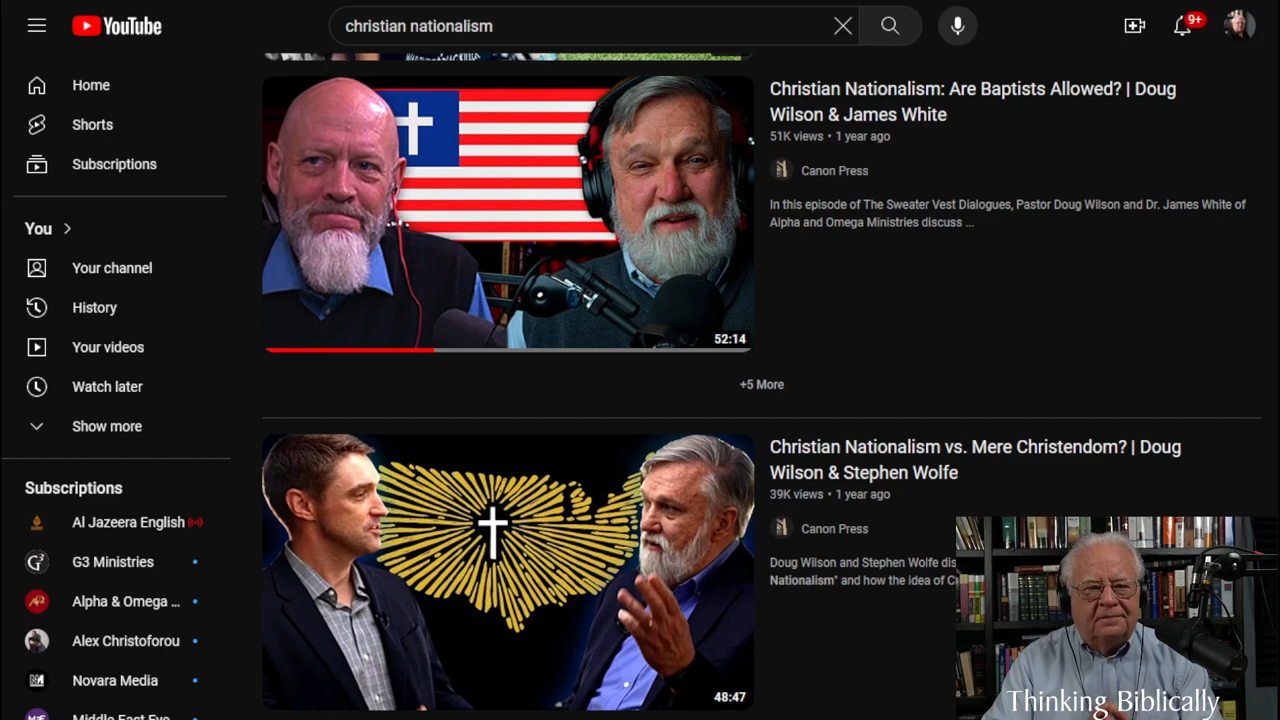 YouTube
christian nationalism
9+
Home
Shorts
Subscriptions
You
Your channel
History
Your videos
Watch later
Show more
Subscriptions
Al Jazeera English
G3 Ministries
Alpha & Omega ...
Alex Christoforou
Novara Media
Middle East Eye
52:14
Christian Nationalism: Are Baptists Allowed? | Doug
Wilson & James White
51K views • 1 year ago
Canon Press
In this episode of The Sweater Vest Dialogues, Pastor Doug Wilson and Dr. James White of
Alpha and Omega Ministries discuss ...
+5 More
48:47
Christian Nationalism vs. Mere Christendom? | Doug
Wilson & Stephen Wolfe
39K views • 1 year ago
Canon Press
Doug Wilson and Stephen Wolfe dis
Nationalism" and how the idea of C
Thinking Biblically